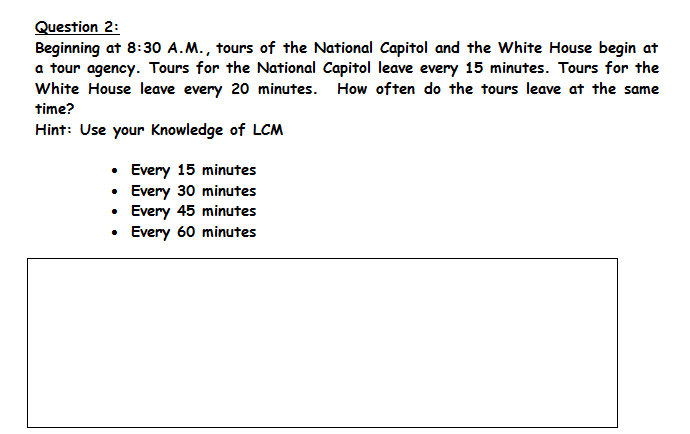 Question 2:
Beginning at 8:30 A.M., tours of the National Capitol and the White House begin at
a tour agency. Tours for the National Capitol leave every 15 minutes. Tours for the
White House leave every 20 minutes. How often do the tours leave at the same
time?
Hint: Use your Knowledge of LCM
• Every 15 minutes
• Every 30 minutes
• Every 45 minutes
• Every 60 minutes